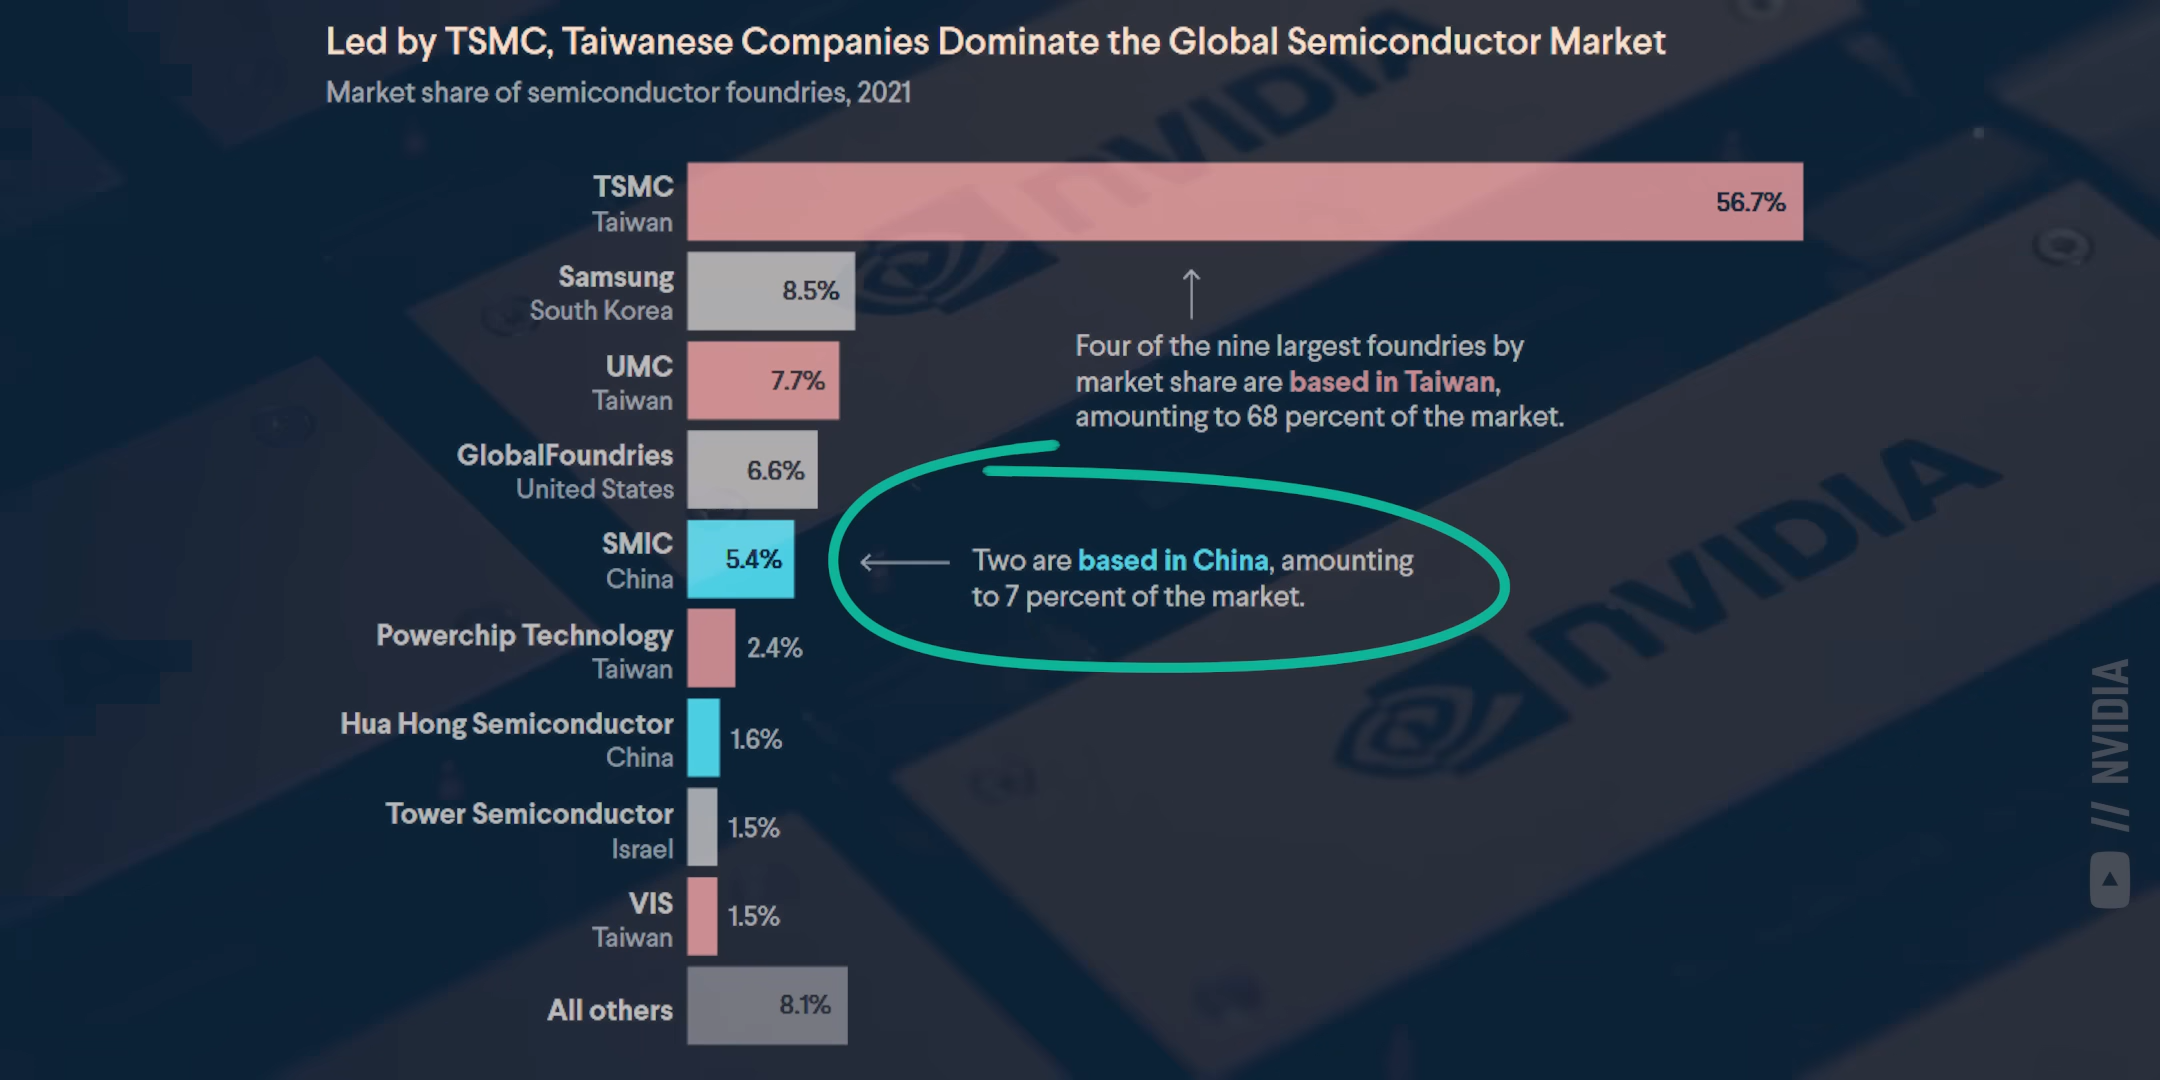 Led by TSMC, Taiwanese Companies Dominate the Global Semiconductor Market
Market share of semiconductor foundries, 2021
TSMC
Taiwan
56.7%
Samsung
South Korea
8.5%
UMC
Taiwan
7.7%
Four of the nine largest foundries by
market share are based in Taiwan,
amounting to 68 percent of the market.
GlobalFoundries
United States
6.6%
SMIC
China
5.4%
Two are based in China, amounting
to 7 percent of the market.
Powerchip Technology
Taiwan
2.4%
Hua Hong Semiconductor
China
1.6%
Tower Semiconductor
Israel
1.5%
VIS
Taiwan
1.5%
All others
8.1%
NVIDIA
NVIDIA
// NVIDIA